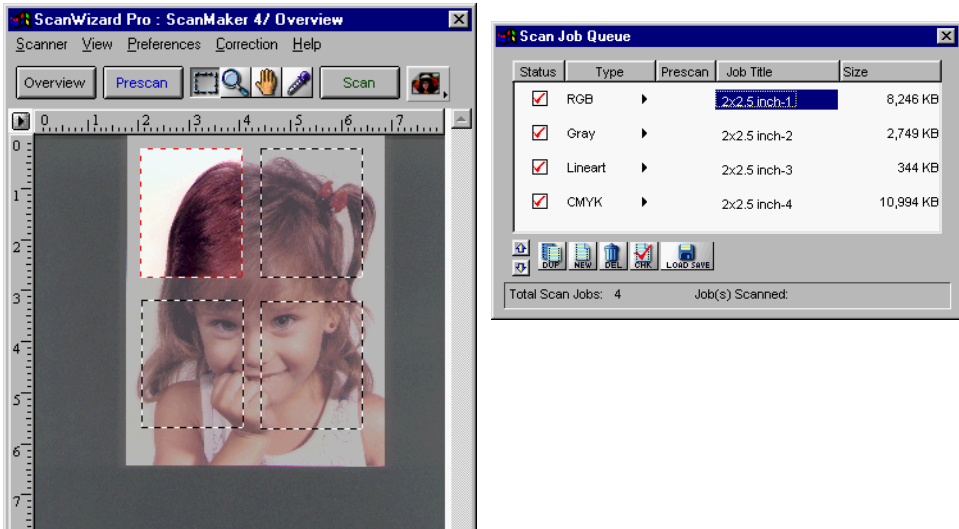 ScanWizard Pro : ScanMaker 4/ Overview
Scanner View Preferences Correction Help
Overview Prescan Scan
0 1 2 3 4 5 6 7
0
1
2
3
4
5
6
7
Scan Job Queue
Status Type Prescan Job Title Size
RGB 2x2.5 inch-1 8,246 KB
Gray 2x2.5 inch-2 2,749 KB
Lineart 2x2.5 inch-3 344 KB
CMYK 2x2.5 inch-4 10,994 KB
DUP NEW DEL CHK LOAD SAVE
Total Scan Jobs: 4 Job(s) Scanned: